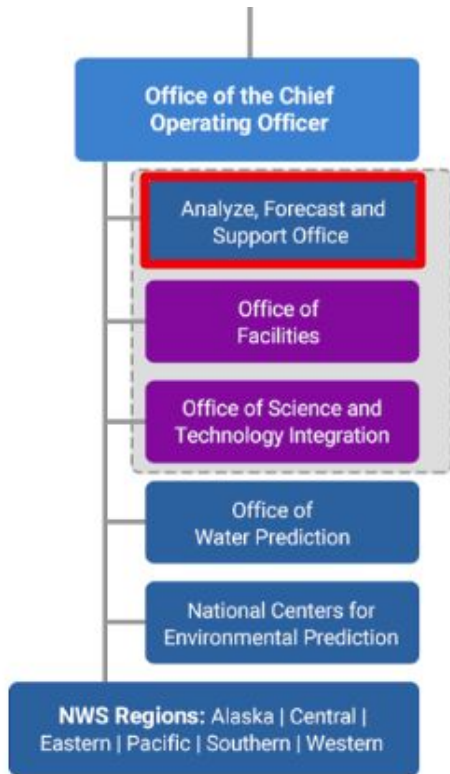 Office of the Chief
Operating Officer
Analyze, Forecast and
Support Office
Office of
Facilities
Office of Science and
Technology Integration
Office of
Water Prediction
National Centers for
Environmental Prediction
NWS Regions: Alaska | Central |
Eastern | Pacific | Southern | Western